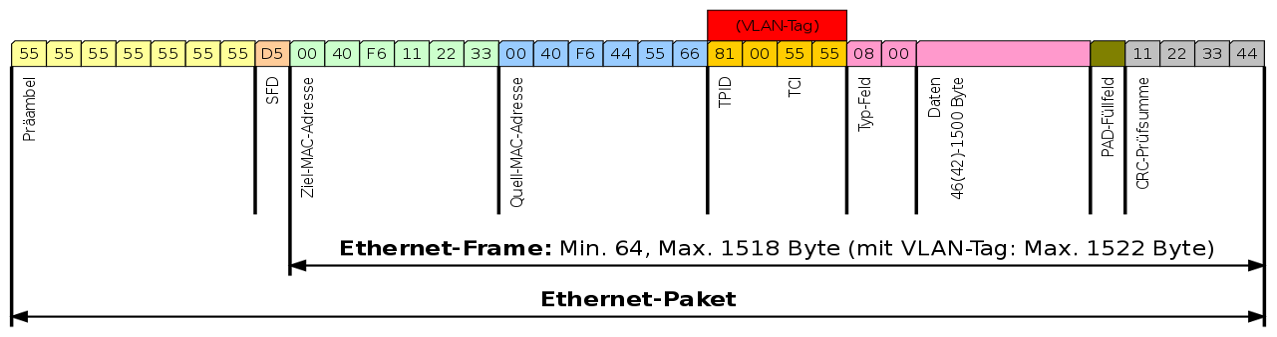 (VLAN-Tag)
55 55 55 55 55 55 55 D5 00 40 F6 11 22 33 00 40 F6 44 55 66 81 00 55 55 08 00 11 22 33 44
Präambel
SFD
Ziel-MAC-Adresse
Quell-MAC-Adresse
TPID
TCI
Typ-Feld
Daten
46(42)-1500 Byte
PAD-Füllfeld
CRC-Prüfsumme
Ethernet-Frame: Min. 64, Max. 1518 Byte (mit VLAN-Tag: Max. 1522 Byte)
Ethernet-Paket